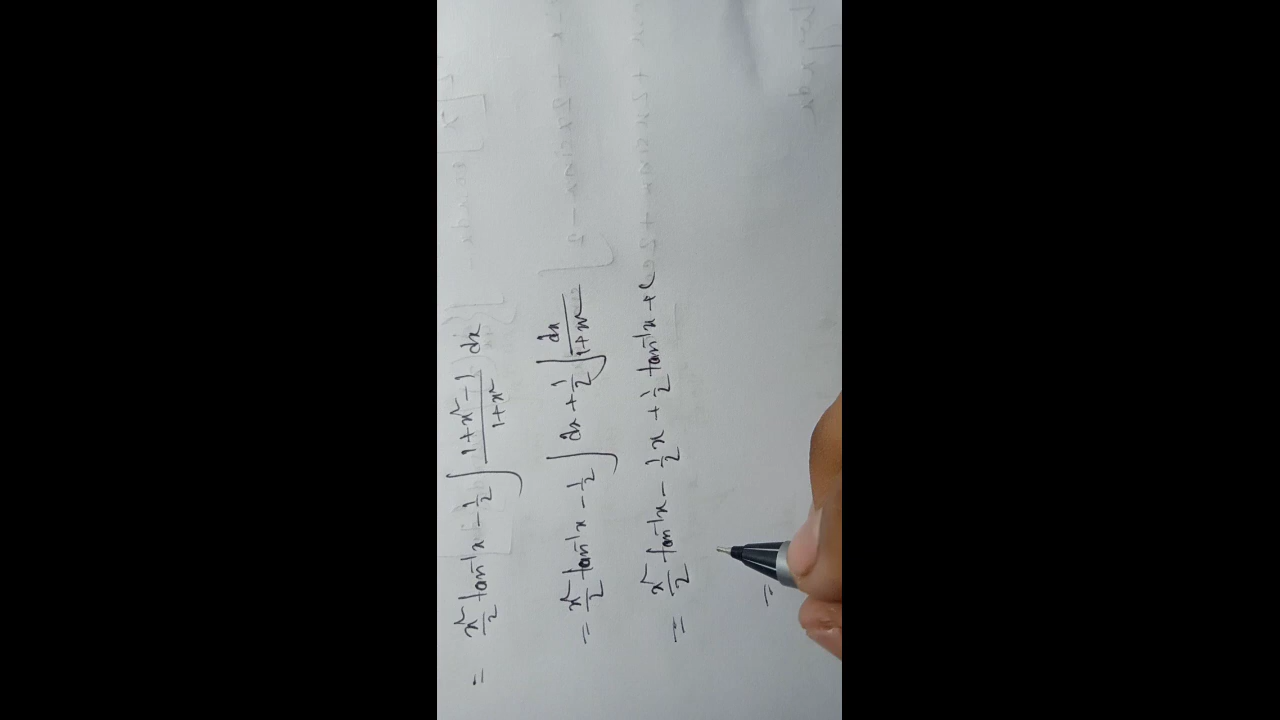 = x²/2 tan⁻¹x - 1/2 ∫ (1+x²-1)/(1+x²) dx
= x²/2 tan⁻¹x - 1/2 ∫ dx + 1/2 ∫ dx/(1+x²)
= x²/2 tan⁻¹x - 1/2 x + 1/2 tan⁻¹x + c
=